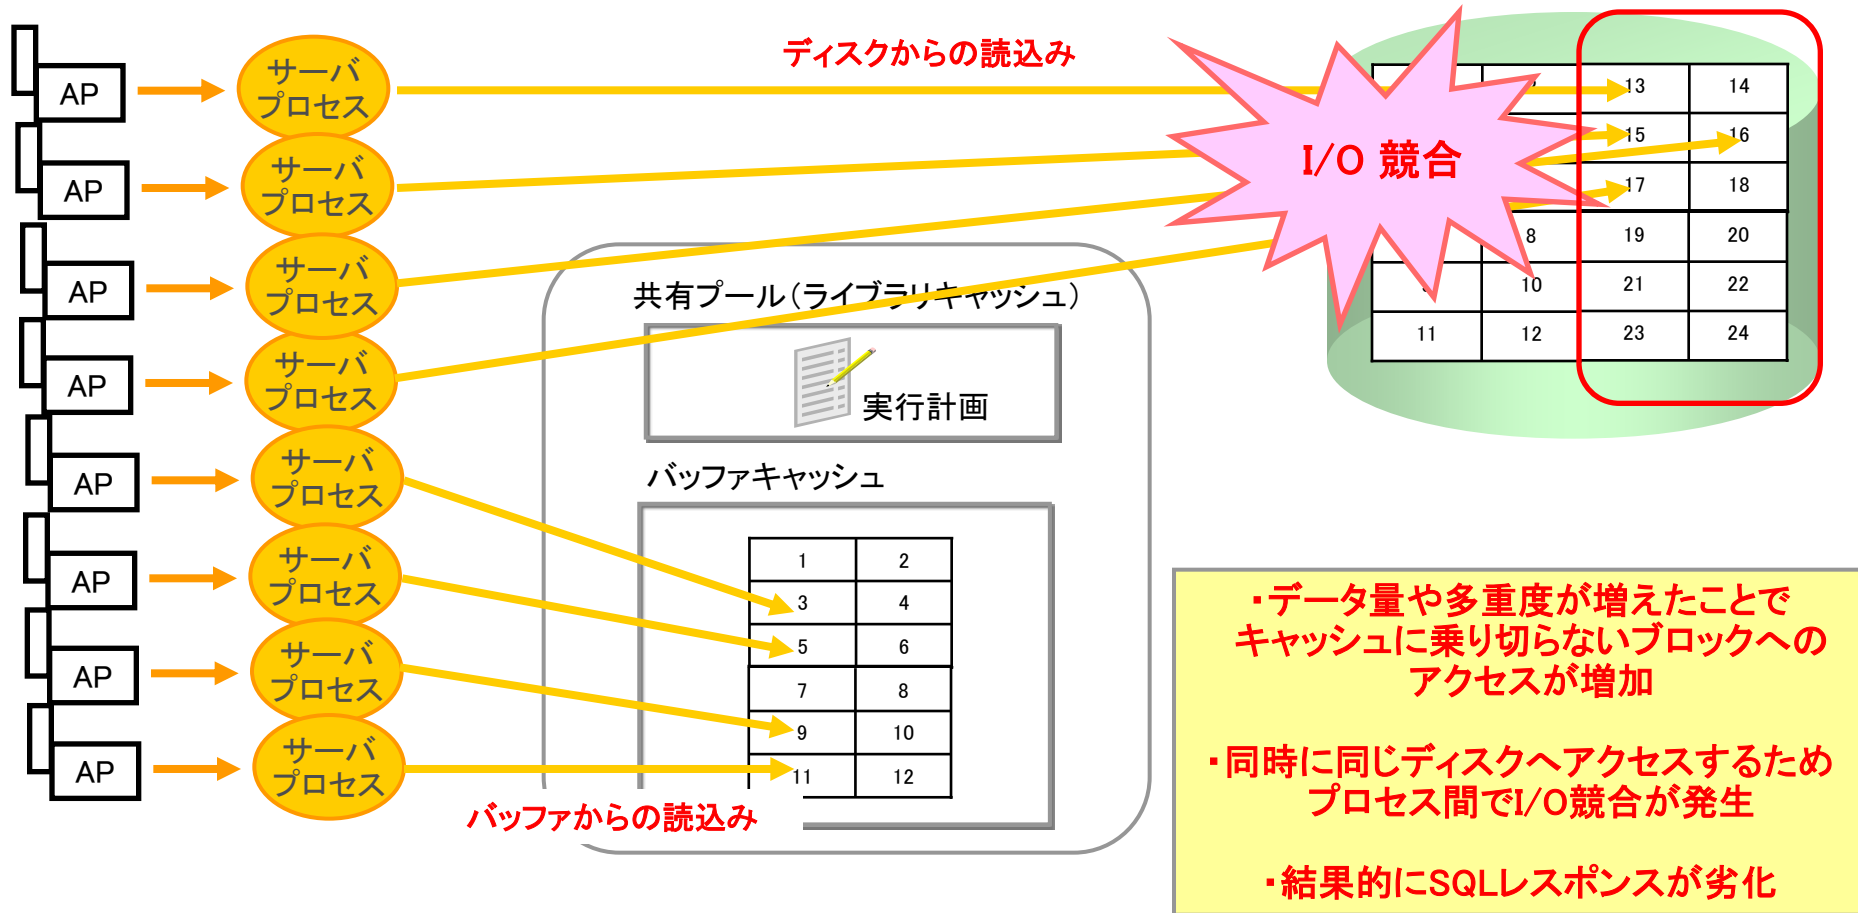 ディスクからの読込み
AP
サーバ
プロセス
AP
サーバ
プロセス
AP
サーバ
プロセス
AP
サーバ
プロセス
AP
サーバ
プロセス
AP
サーバ
プロセス
AP
サーバ
プロセス
AP
サーバ
プロセス
I/O 競合
13 14
15 16
17 18
8 19 20
10 21 22
11 12 23 24
共有プール（ライブラリキャッシュ）
実行計画
バッファキャッシュ
1 2
3 4
5 6
7 8
9 10
11 12
バッファからの読込み
・データ量や多重度が増えたことで
キャッシュに乗り切らないブロックへの
アクセスが増加
・同時に同じディスクへアクセスするため
プロセス間でI/O競合が発生
・結果的にSQLレスポンスが劣化